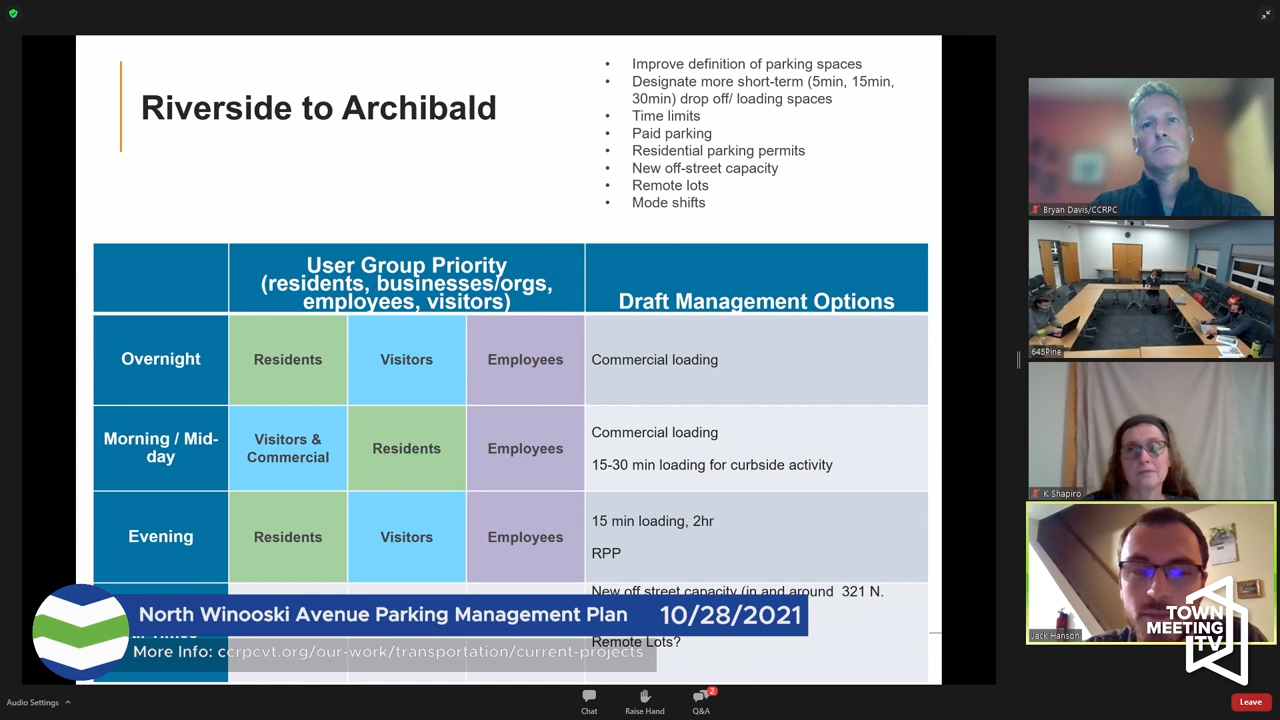 Riverside to Archibald
• Improve definition of parking spaces
• Designate more short-term (5min, 15min,
30min) drop off/ loading spaces
• Time limits
• Paid parking
• Residential parking permits
• New off-street capacity
• Remote lots
• Mode shifts
User Group Priority
(residents, businesses/orgs,
employees, visitors)
Draft Management Options
Overnight
Residents
Visitors
Employees
Commercial loading
Morning / Mid-
day
Visitors &
Commercial
Residents
Employees
Commercial loading
15-30 min loading for curbside activity
Evening
Residents
Visitors
Employees
15 min loading, 2hr
RPP
New off street capacity (in and around 321 N.
Remote Lots?
North Winooski Avenue Parking Management Plan 10/28/2021
More Info: ccrpcvt.org/our-work/transportation/current-projects
Bryan Davis/CCRPC
645Pine
K Shapiro
Jack Hanson
TOWN
MEETING
TV
Audio Settings
Chat
Raise Hand
2
Q&A
Leave